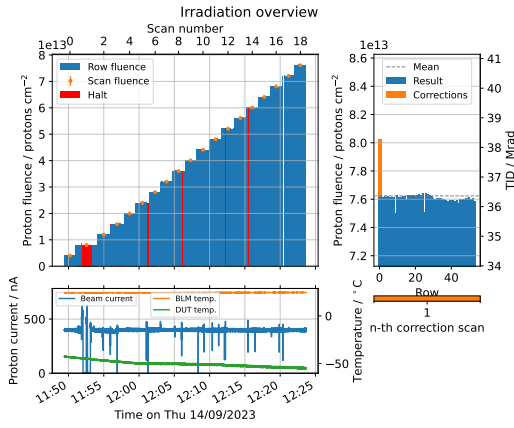 Irradiation overview
Scan number
0 2 4 6 8 10 12 14 16 18
1e13
Row fluence
Scan fluence
Halt
Proton fluence / protons cm⁻²
8
7
6
5
4
3
2
1
0
1e13
Mean
Result
Corrections
Proton fluence / protons cm⁻²
8.6
8.4
8.2
8.0
7.8
7.6
7.4
7.2
TID / Mrad
41
40
39
38
37
36
35
34
0 20 40
Row
1
n-th correction scan
Beam current
BLM temp.
DUT temp.
Proton current / nA
500
0
Temperature / °C
0
−50
11:50 11:55 12:00 12:05 12:10 12:15 12:20 12:25
Time on Thu 14/09/2023